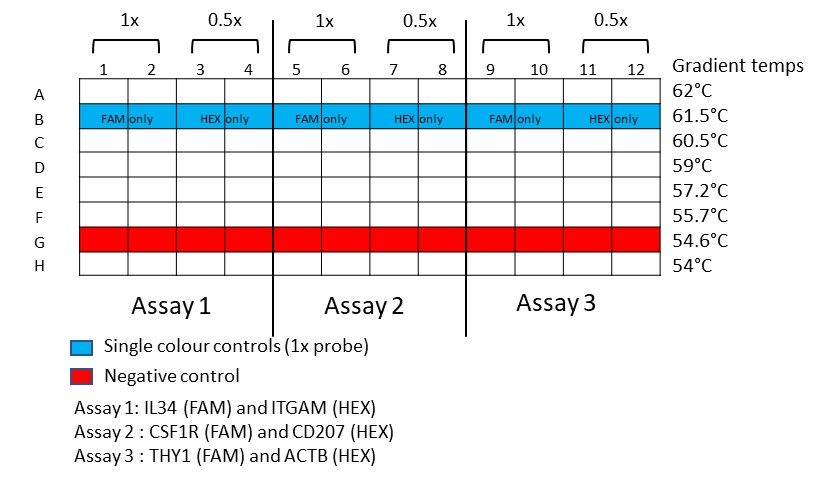 1x 0.5x 1x 0.5x 1x 0.5x
1 2 3 4 5 6 7 8 9 10 11 12 Gradient temps
A 62°C
B FAM only HEX only FAM only HEX only FAM only HEX only 61.5°C
C 60.5°C
D 59°C
E 57.2°C
F 55.7°C
G 54.6°C
H 54°C
Assay 1 Assay 2 Assay 3
Single colour controls (1x probe)
Negative control
Assay 1: IL34 (FAM) and ITGAM (HEX)
Assay 2 : CSF1R (FAM) and CD207 (HEX)
Assay 3 : THY1 (FAM) and ACTB (HEX)